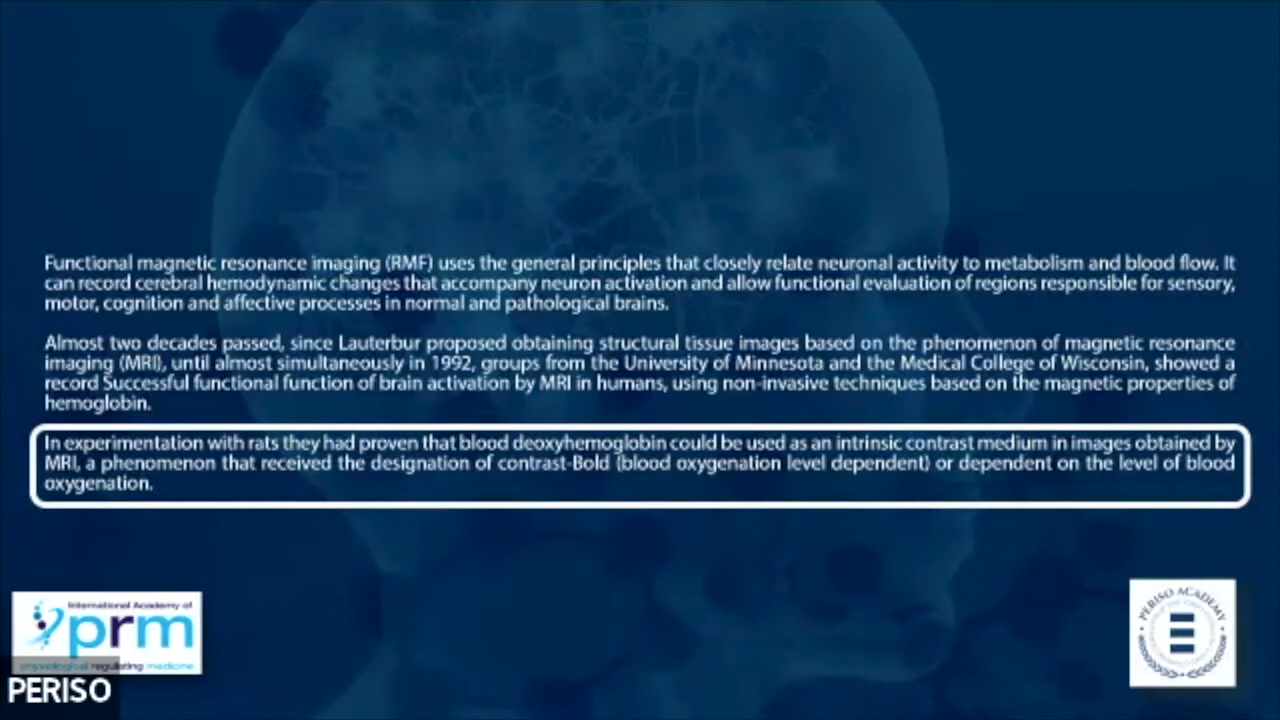 Functional magnetic resonance imaging (RMF) uses the general principles that closely relate neuronal activity to metabolism and blood flow. It
can record cerebral hemodynamic changes that accompany neuron activation and allow functional evaluation of regions responsible for sensory,
motor, cognition and affective processes in normal and pathological brains.
Almost two decades passed, since Lauterbur proposed obtaining structural tissue images based on the phenomenon of magnetic resonance
imaging (MRI), until almost simultaneously in 1992, groups from the University of Minnesota and the Medical College of Wisconsin, showed a
record Successful functional function of brain activation by MRI in humans, using non-invasive techniques based on the magnetic properties of
hemoglobin.
In experimentation with rats they had proven that blood deoxyhemoglobin could be used as an intrinsic contrast medium in images obtained by
MRI, a phenomenon that received the designation of contrast-Bold (blood oxygenation level dependent) or dependent on the level of blood
oxygenation.
International Academy of
prm
physiological regulating medicine
PERISO
PERISO ACADEMY